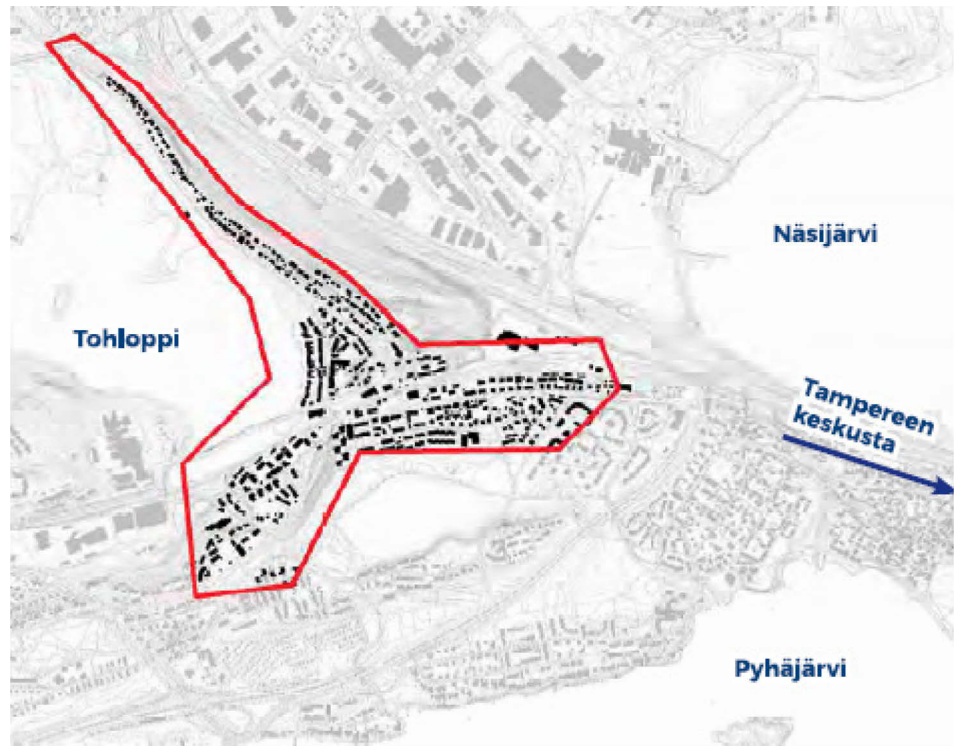 Näsijärvi
Tohloppi
Tampereen
keskusta
Pyhäjärvi